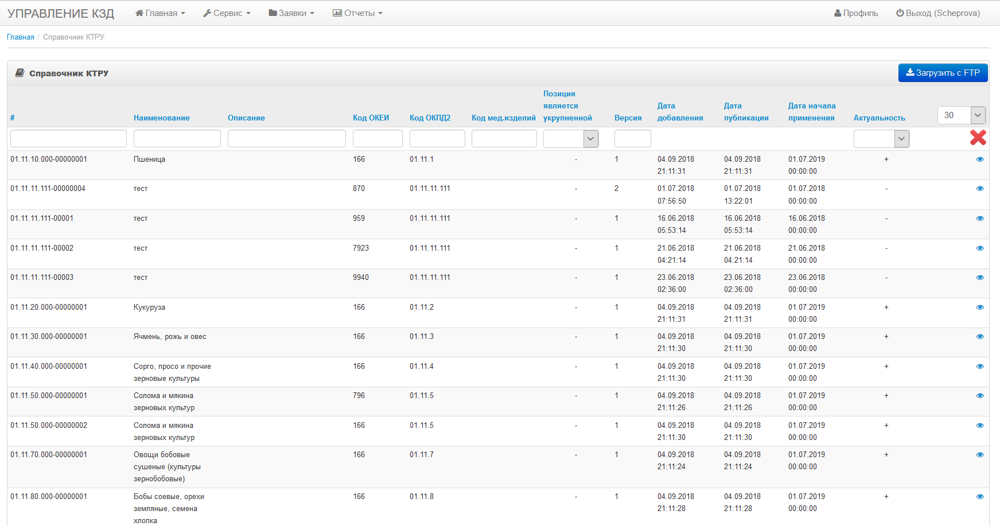 УПРАВЛЕНИЕ КЗД Главная Сервис Заявки Отчеты Профиль Выход (Scheprova)
Главная / Справочник КТРУ
Справочник КТРУ Загрузить с FTP
# Наименование Описание Код ОКЕИ Код ОКПД2 Код мед.изделий Позиция является укрупненной Версия Дата добавления Дата публикации Дата начала применения Актуальность 30
01.11.10.000-00000001 Пшеница 166 01.11.1 - 1 04.09.2018 04.09.2018 01.07.2019 +
21:11:31 21:11:31 00:00:00
01.11.11.111-00000004 тест 870 01.11.11.111 - 2 01.07.2018 01.07.2018 01.07.2018 -
07:56:50 13:22:01 00:00:00
01.11.11.111-00001 тест 959 01.11.11.111 - 1 16.06.2018 16.06.2018 16.06.2018 -
05:53:14 05:53:14 00:00:00
01.11.11.111-00002 тест 7923 01.11.11.111 - 1 21.06.2018 21.06.2018 21.06.2018 -
04:21:14 04:21:14 00:00:00
01.11.11.111-00003 тест 9940 01.11.11.111 - 1 23.06.2018 23.06.2018 23.06.2018 -
02:36:00 02:36:00 00:00:00
01.11.20.000-00000001 Кукуруза 166 01.11.2 - 1 04.09.2018 04.09.2018 01.07.2019 +
21:11:31 21:11:31 00:00:00
01.11.30.000-00000001 Ячмень, рожь и овес 166 01.11.3 - 1 04.09.2018 04.09.2018 01.07.2019 +
21:11:30 21:11:30 00:00:00
01.11.40.000-00000001 Сорго, просо и прочие 166 01.11.4 - 1 04.09.2018 04.09.2018 01.07.2019 +
зерновые культуры 21:11:30 21:11:30 00:00:00
01.11.50.000-00000001 Солома и мякина 796 01.11.5 - 1 04.09.2018 04.09.2018 01.07.2019 +
зерновых культур 21:11:26 21:11:26 00:00:00
01.11.50.000-00000002 Солома и мякина 166 01.11.5 - 1 04.09.2018 04.09.2018 01.07.2019 +
зерновых культур 21:11:30 21:11:30 00:00:00
01.11.70.000-00000001 Овощи бобовые 166 01.11.7 - 1 04.09.2018 04.09.2018 01.07.2019 +
сушеные (культуры 21:11:24 21:11:24 00:00:00
зернобобовые)
01.11.80.000-00000001 Бобы соевые, орехи 166 01.11.8 - 1 04.09.2018 04.09.2018 01.07.2019 +
земляные, семена 21:11:28 21:11:28 00:00:00
хлопка